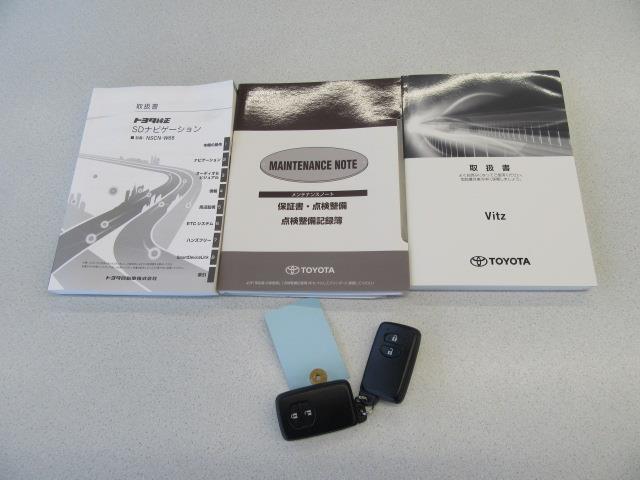 取扱書
トヨタ純正
SDナビゲーション
NSCN-W68
ナビゲーション
オーディオ&
ビジュアル
情報
ETCシステム
ハンズフリー
SmartDeviceLink
索引
トヨタ自動車株式会社
MAINTENANCE NOTE
メンテナンスノート
保証書・点検整備
点検整備記録簿
TOYOTA
取扱書
Vitz
TOYOTA